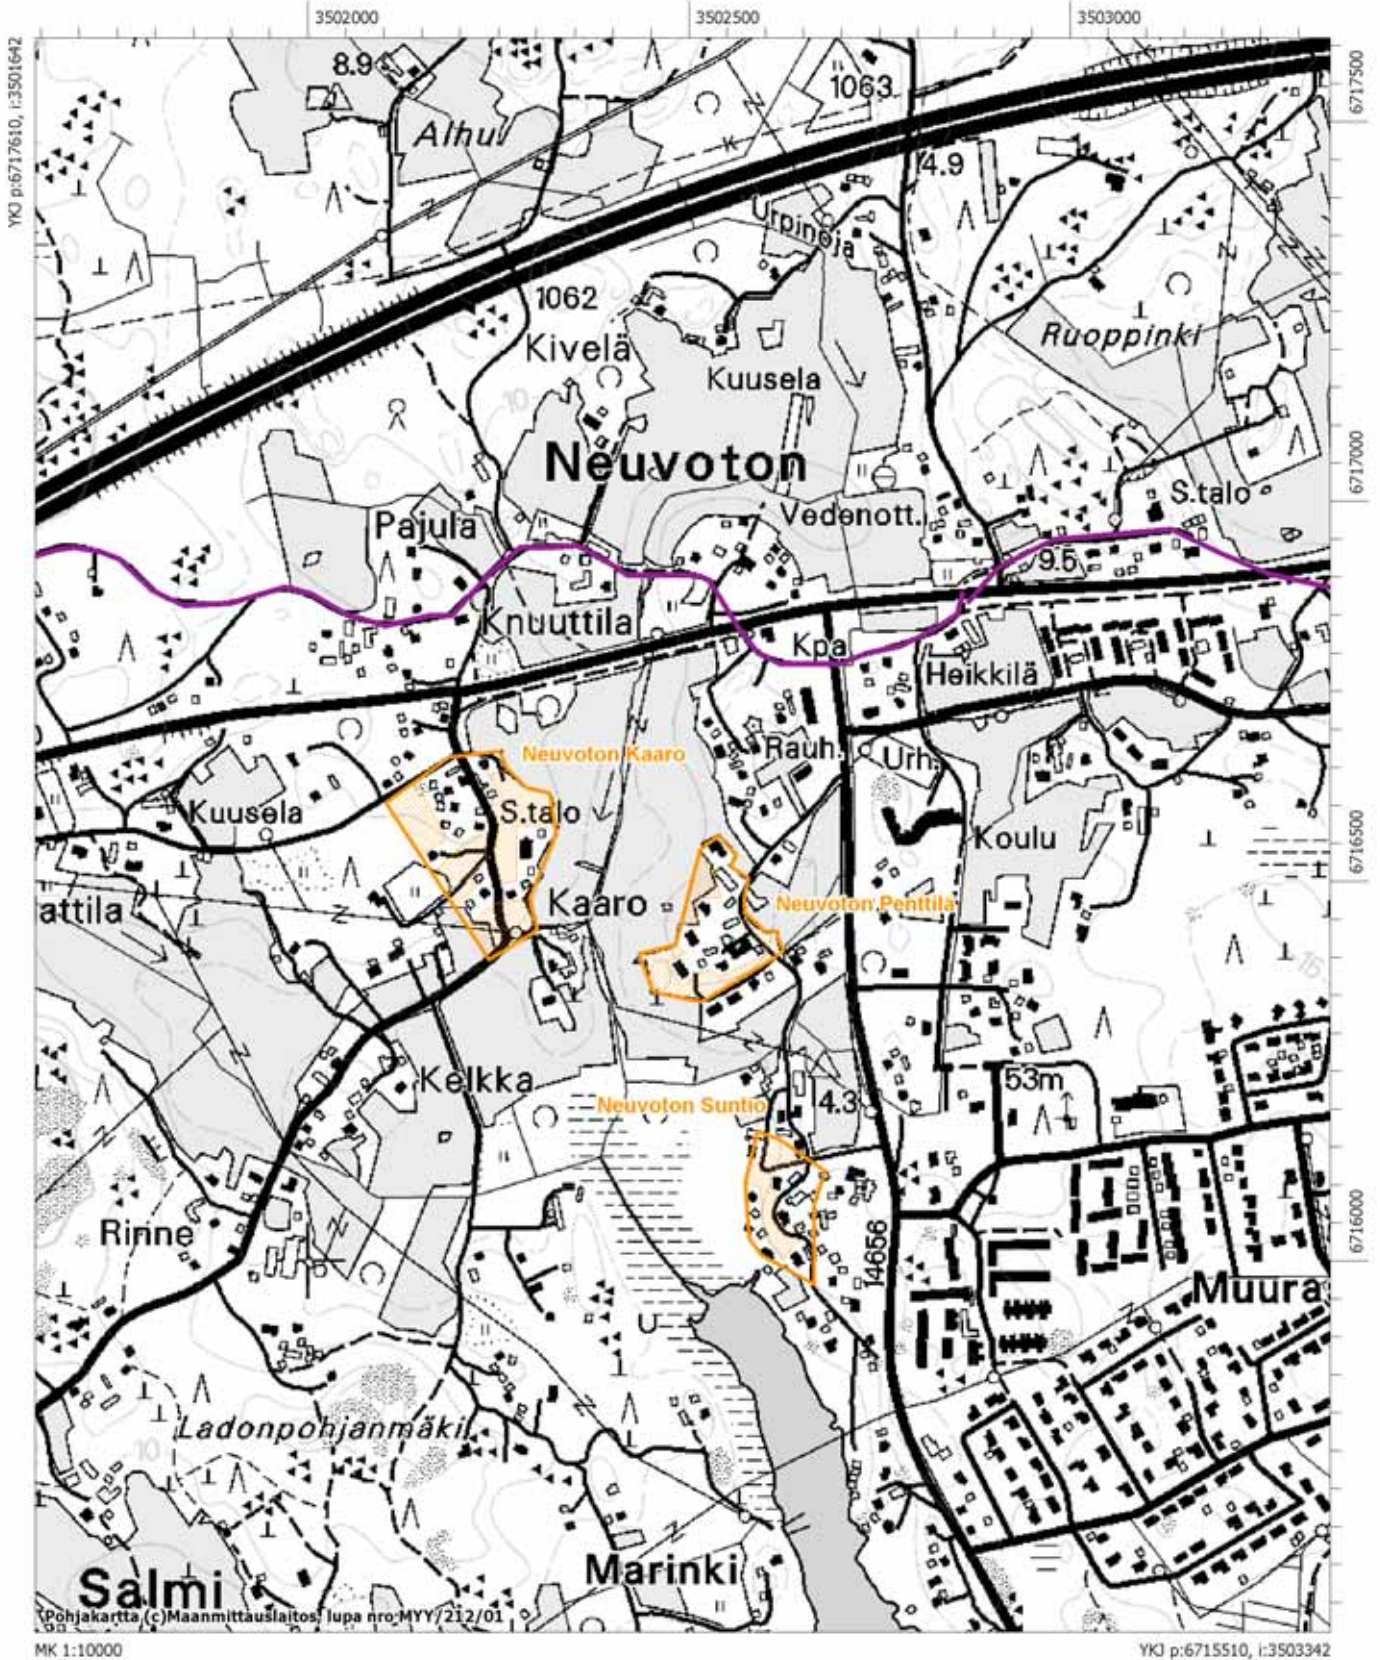 3502000
3502500
3503000
YKJ p:6717610, i:3501642
6717500
8.9
1063
Alhu
K
4.9
Urpinoja
1062
Kivelä
Ruoppinki
Kuusela
Neuvoton
6717000
S.talo
Pajula
Vedenott.
9.5
Knuuttila
Kpa
Heikkilä
Neuvoton Kaaro
Rauh.
Urh.
Kuusela
S.talo
Koulu
6716500
attila
Kaaro
Neuvoton Penttilä
15
Kelkka
53m
Neuvoton Suntio
4.3
Rinne
14656
6716000
Muura
Ladonpohjanmäki
10
Marinki
Salmi
Pohjakartta (c)Maanmittauslaitos, lupa nro MYY/212/01
MK 1:10000
YKJ p:6715510, i:3503342